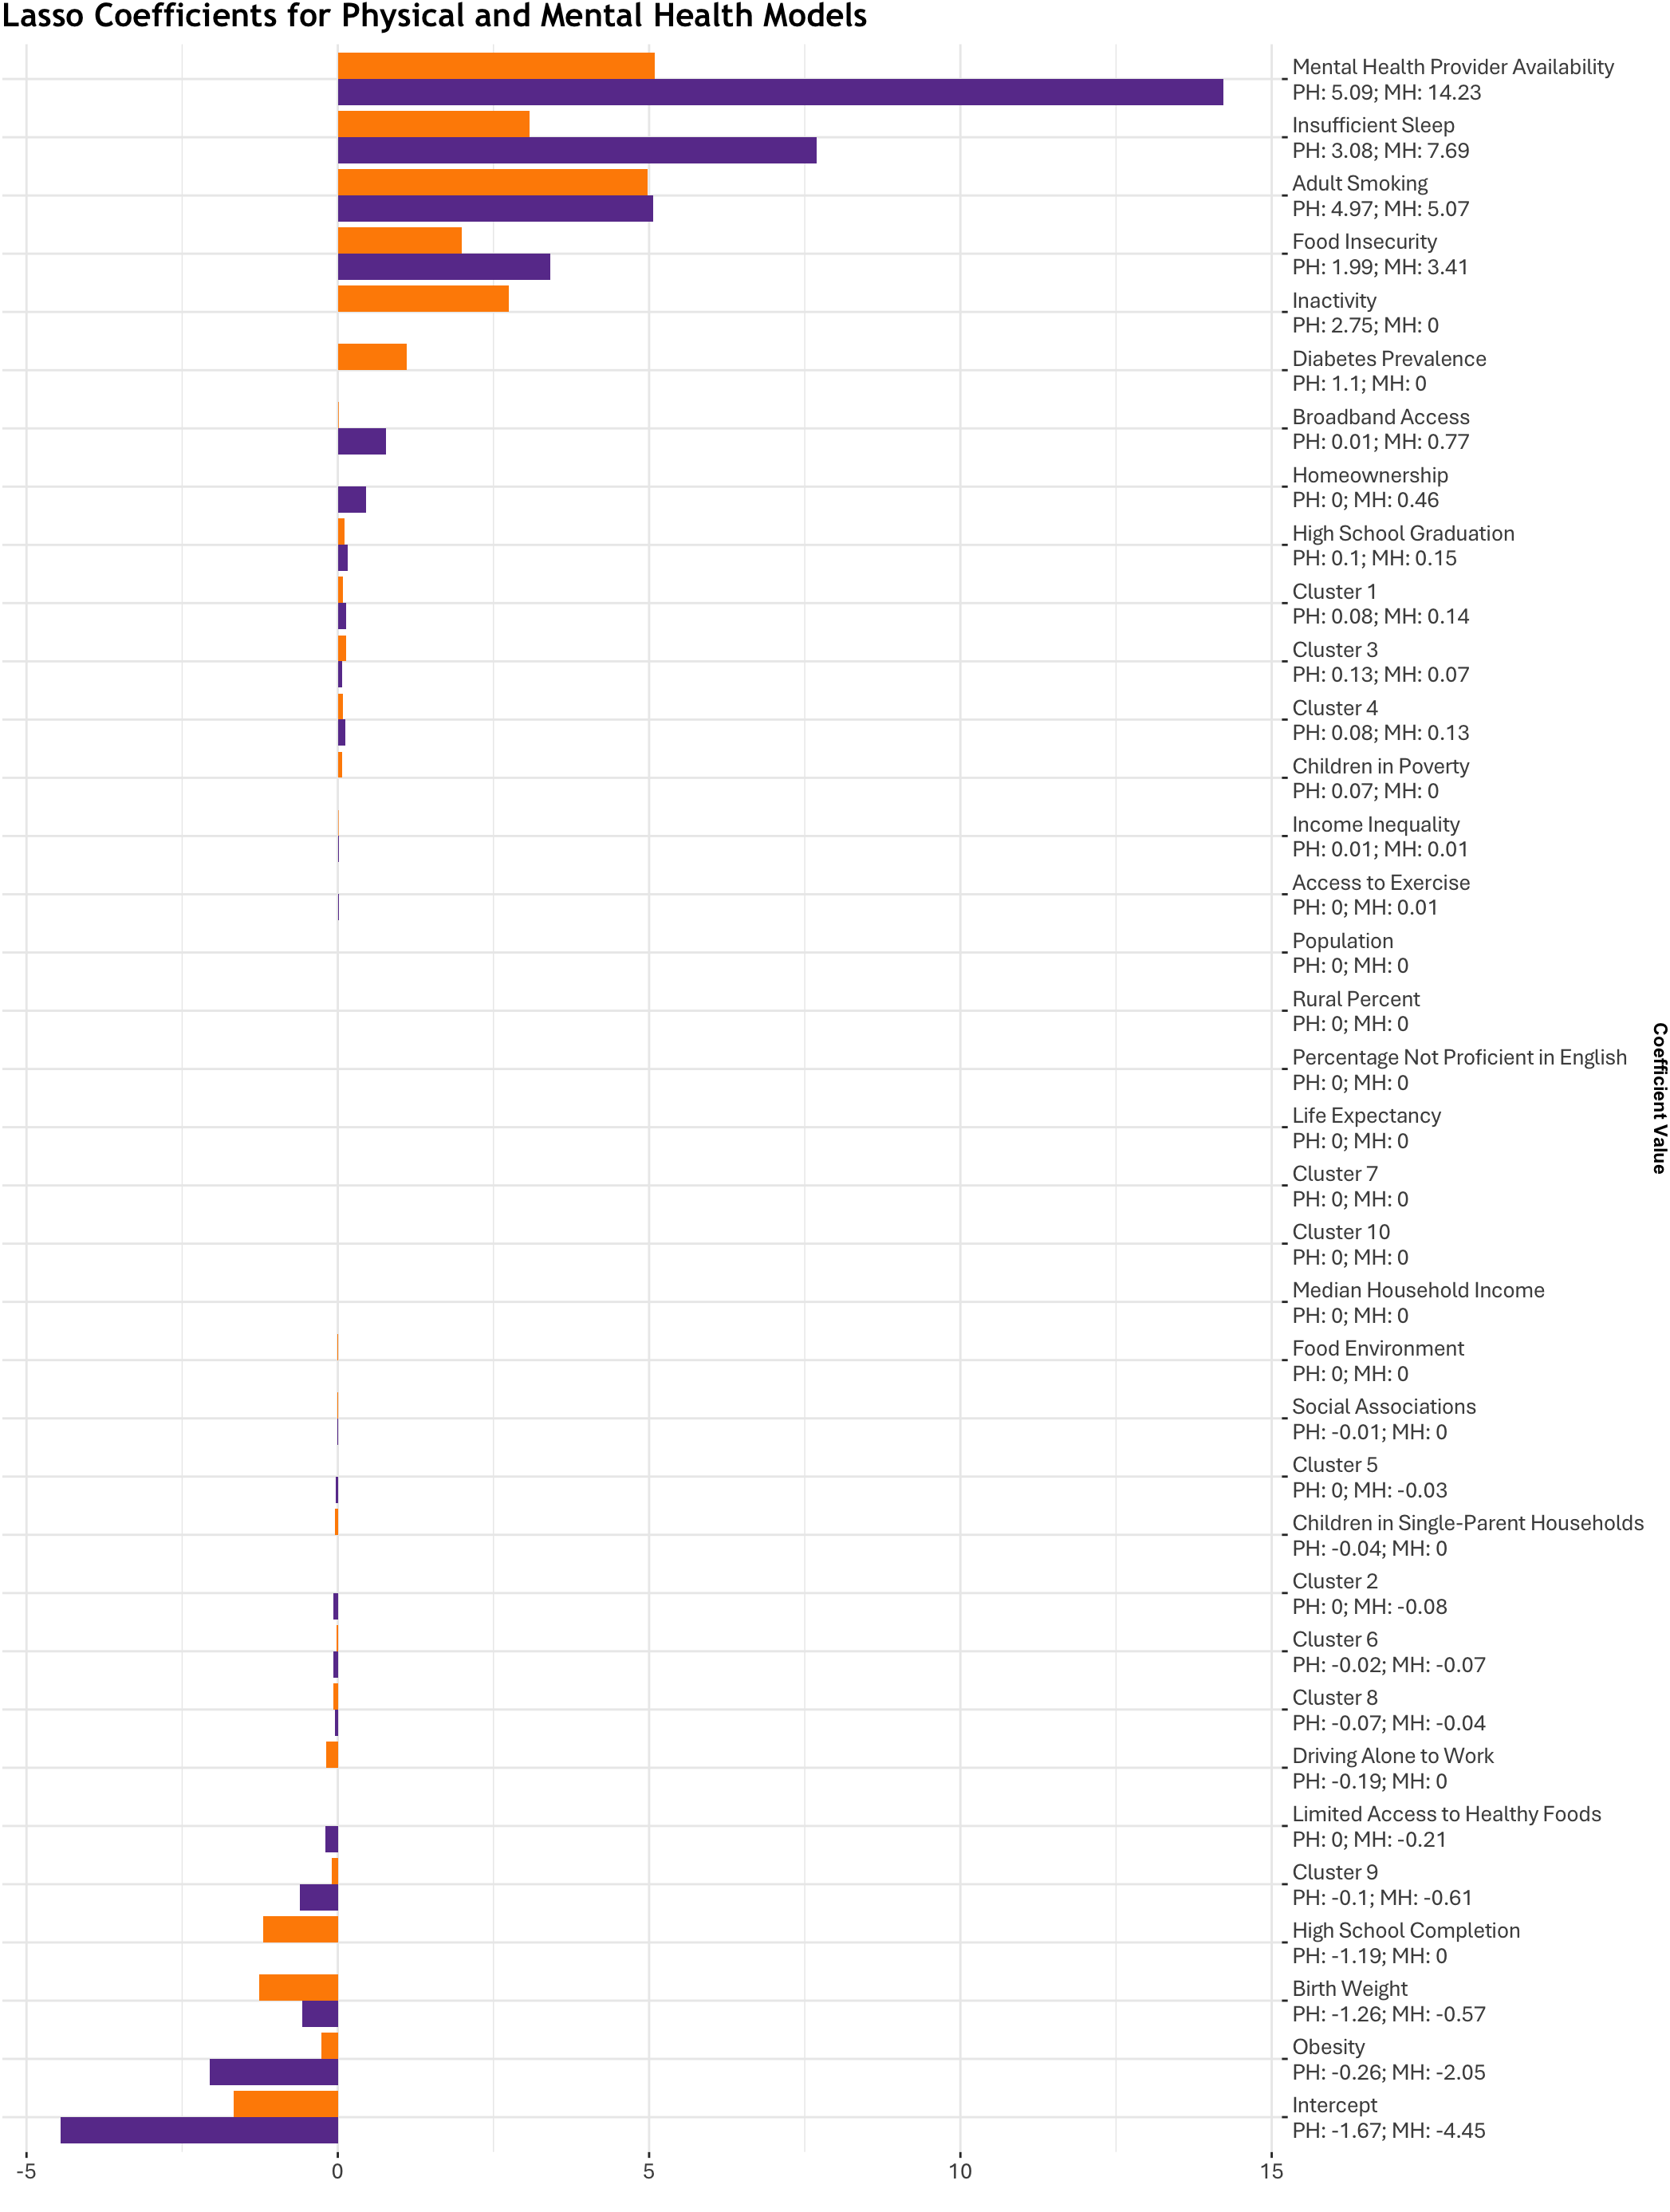 Lasso Coefficients for Physical and Mental Health Models
Mental Health Provider Availability
PH: 5.09; MH: 14.23
Insufficient Sleep
PH: 3.08; MH: 7.69
Adult Smoking
PH: 4.97; MH: 5.07
Food Insecurity
PH: 1.99; MH: 3.41
Inactivity
PH: 2.75; MH: 0
Diabetes Prevalence
PH: 1.1; MH: 0
Broadband Access
PH: 0.01; MH: 0.77
Homeownership
PH: 0; MH: 0.46
High School Graduation
PH: 0.1; MH: 0.15
Cluster 1
PH: 0.08; MH: 0.14
Cluster 3
PH: 0.13; MH: 0.07
Cluster 4
PH: 0.08; MH: 0.13
Children in Poverty
PH: 0.07; MH: 0
Income Inequality
PH: 0.01; MH: 0.01
Access to Exercise
PH: 0; MH: 0.01
Population
PH: 0; MH: 0
Rural Percent
PH: 0; MH: 0
Percentage Not Proficient in English
PH: 0; MH: 0
Life Expectancy
PH: 0; MH: 0
Cluster 7
PH: 0; MH: 0
Cluster 10
PH: 0; MH: 0
Median Household Income
PH: 0; MH: 0
Food Environment
PH: 0; MH: 0
Social Associations
PH: -0.01; MH: 0
Cluster 5
PH: 0; MH: -0.03
Children in Single-Parent Households
PH: -0.04; MH: 0
Cluster 2
PH: 0; MH: -0.08
Cluster 6
PH: -0.02; MH: -0.07
Cluster 8
PH: -0.07; MH: -0.04
Driving Alone to Work
PH: -0.19; MH: 0
Limited Access to Healthy Foods
PH: 0; MH: -0.21
Cluster 9
PH: -0.1; MH: -0.61
High School Completion
PH: -1.19; MH: 0
Birth Weight
PH: -1.26; MH: -0.57
Obesity
PH: -0.26; MH: -2.05
Intercept
PH: -1.67; MH: -4.45
Coefficient Value
-5 0 5 10 15